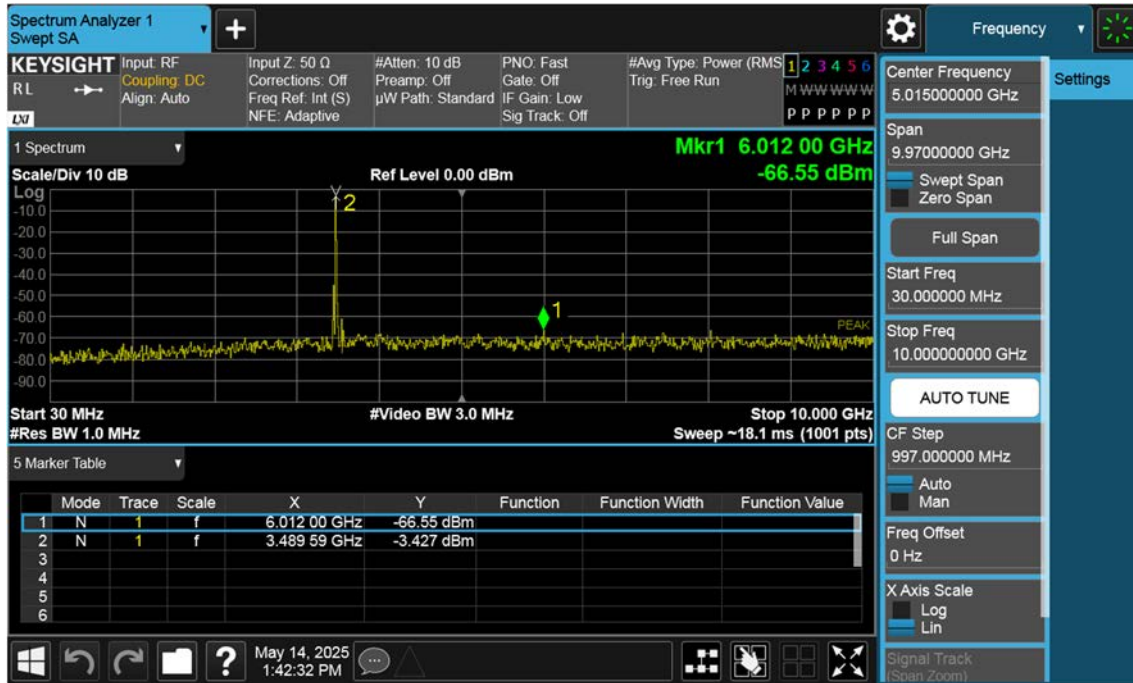 Spectrum Analyzer 1
Swept SA
Frequency
KEYSIGHT
RL
LXI
Input: RF
Coupling: DC
Align: Auto
Input Z: 50 Ω
Corrections: Off
Freq Ref: Int (S)
NFE: Adaptive
#Atten: 10 dB
Preamp: Off
µW Path: Standard
PNO: Fast
Gate: Off
IF Gain: Low
Sig Track: Off
#Avg Type: Power (RMS
Trig: Free Run
1 2 3 4 5 6
M W W W W W
P P P P P P
1 Spectrum
Mkr1 6.012 00 GHz
-66.55 dBm
Scale/Div 10 dB
Ref Level 0.00 dBm
Log
-10.0
-20.0
-30.0
-40.0
-50.0
-60.0
-70.0
-80.0
-90.0
2
1
PEAK
Start 30 MHz
#Video BW 3.0 MHz
Stop 10.000 GHz
#Res BW 1.0 MHz
Sweep ~18.1 ms (1001 pts)
5 Marker Table
Mode Trace Scale X Y Function Function Width Function Value
1 N 1 f 6.012 00 GHz -66.55 dBm
2 N 1 f 3.489 59 GHz -3.427 dBm
3
4
5
6
May 14, 2025
1:42:32 PM
Center Frequency
5.015000000 GHz
Settings
Span
9.97000000 GHz
Swept Span
Zero Span
Full Span
Start Freq
30.000000 MHz
Stop Freq
10.000000000 GHz
AUTO TUNE
CF Step
997.000000 MHz
Auto
Man
Freq Offset
0 Hz
X Axis Scale
Log
Lin
Signal Track
(Span Zoom)